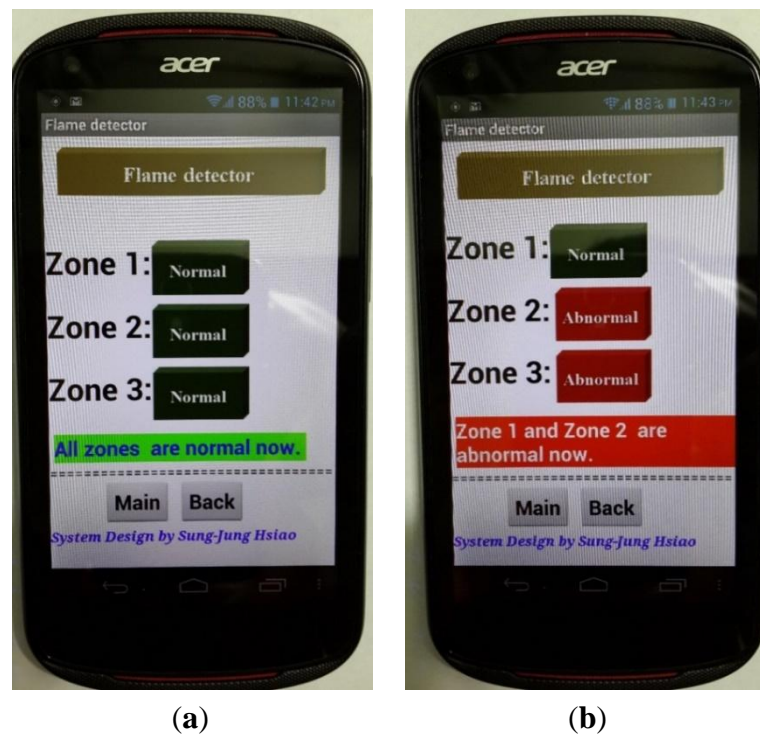 acer
88% 11:42 PM
Flame detector
Flame detector
Zone 1: Normal
Zone 2: Normal
Zone 3: Normal
All zones are normal now.
Main Back
System Design by Sung-Jung Hsiao
(a)
acer
88% 11:43 PM
Flame detector
Flame detector
Zone 1: Normal
Zone 2: Abnormal
Zone 3: Abnormal
Zone 1 and Zone 2 are
abnormal now.
Main Back
System Design by Sung-Jung Hsiao
(b)